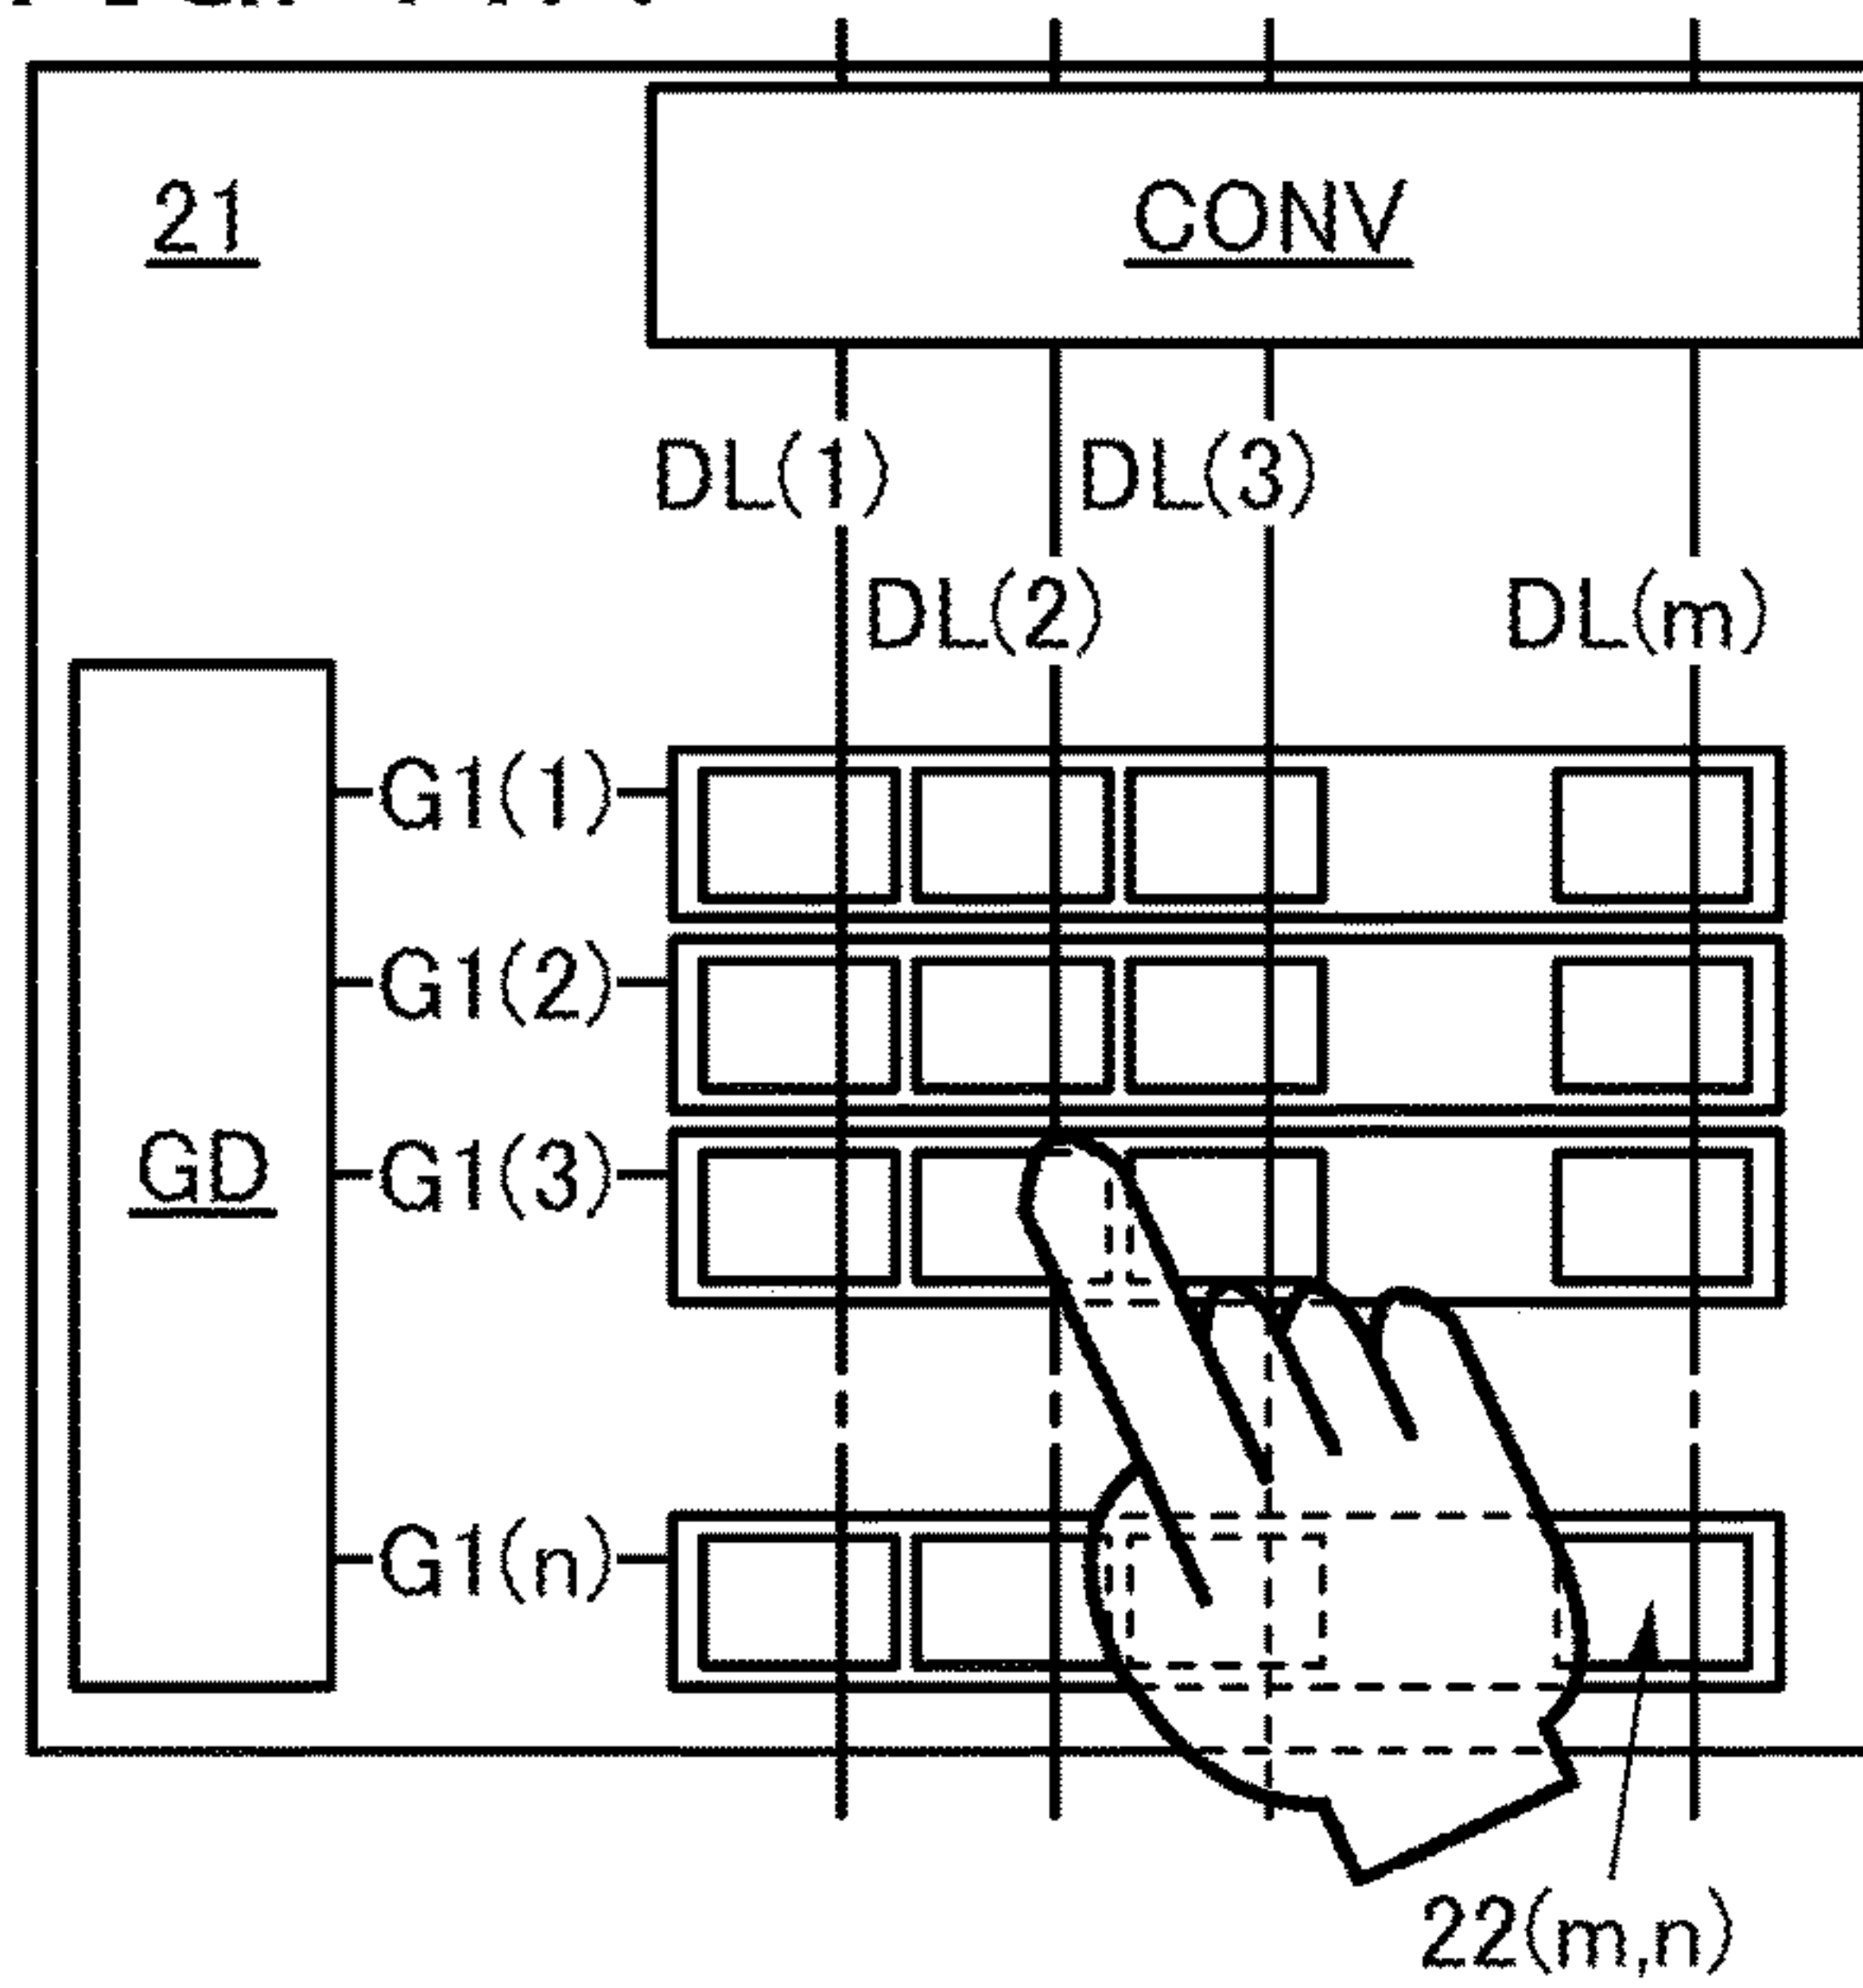 21
CONV
DL(1)
DL(3)
DL(2)
DL(m)
G1(1)
G1(2)
GD
G1(3)
G1(n)
22(m,n)